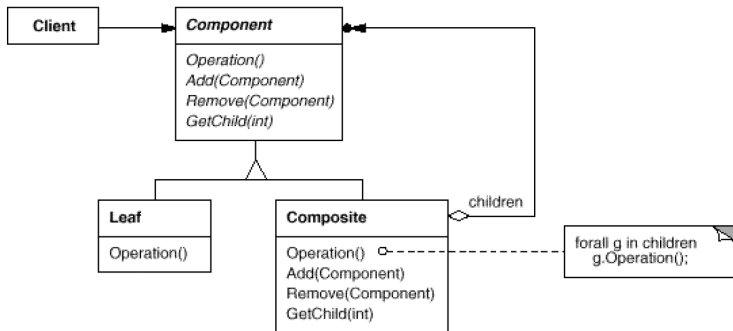 Client
Component
Operation()
Add(Component)
Remove(Component)
GetChild(int)
Leaf
Operation()
Composite
Operation()
Add(Component)
Remove(Component)
GetChild(int)
children
forall g in children
g.Operation();